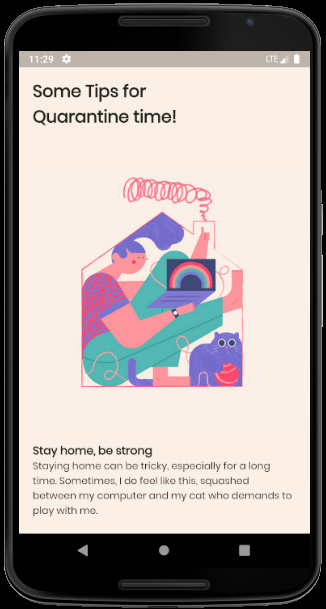 11:29
LTE
Some Tips for
Quarantine time!
Stay home, be strong
Staying home can be tricky, especially for a long
time. Sometimes, I do feel like this, squashed
between my computer and my cat who demands to
play with me.